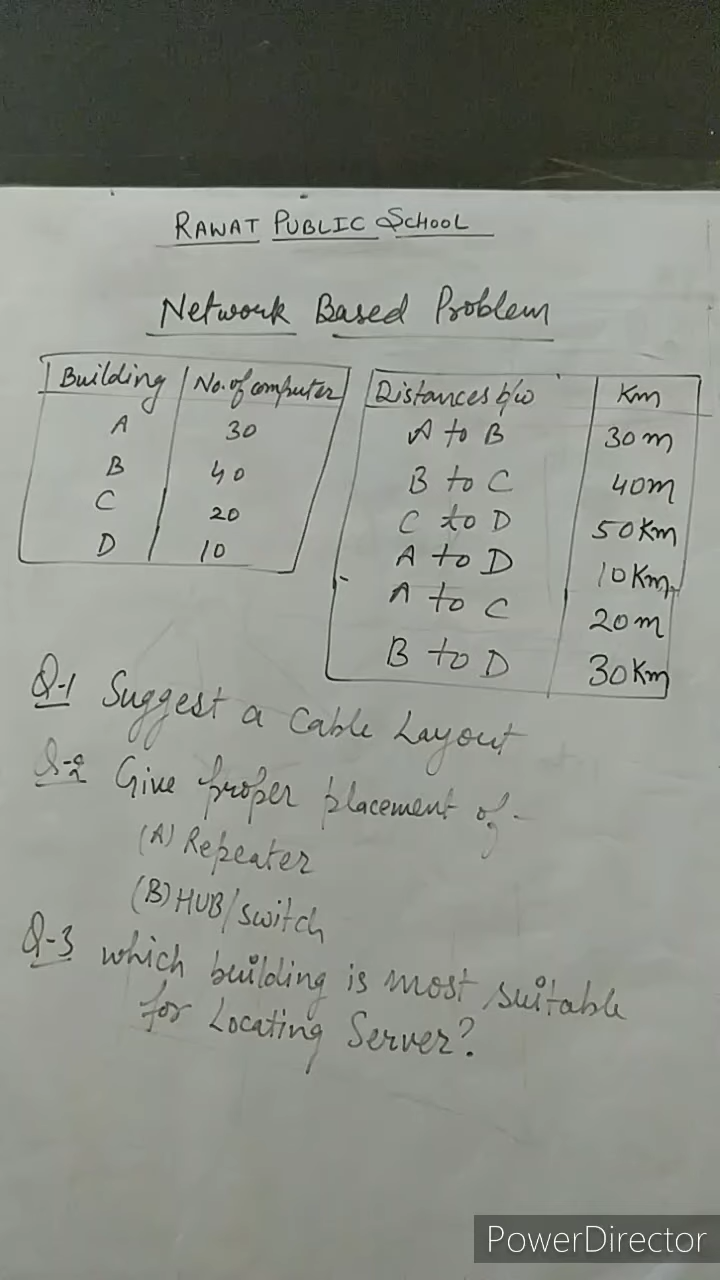 RAWAT PUBLIC SCHOOL
Network Based Problem
Building No. of computer
A 30
B 40
C 20
D 10
Distances b/w Km
A to B 30m
B to C 40m
C to D 50Km
A to D 10Km
A to C 20m
B to D 30Km
Q-1 Suggest a Cable Layout
Q-2 Give proper placement of -
(A) Repeater
(B) HUB/switch
Q-3 which building is most suitable
for Locating Server?
PowerDirector